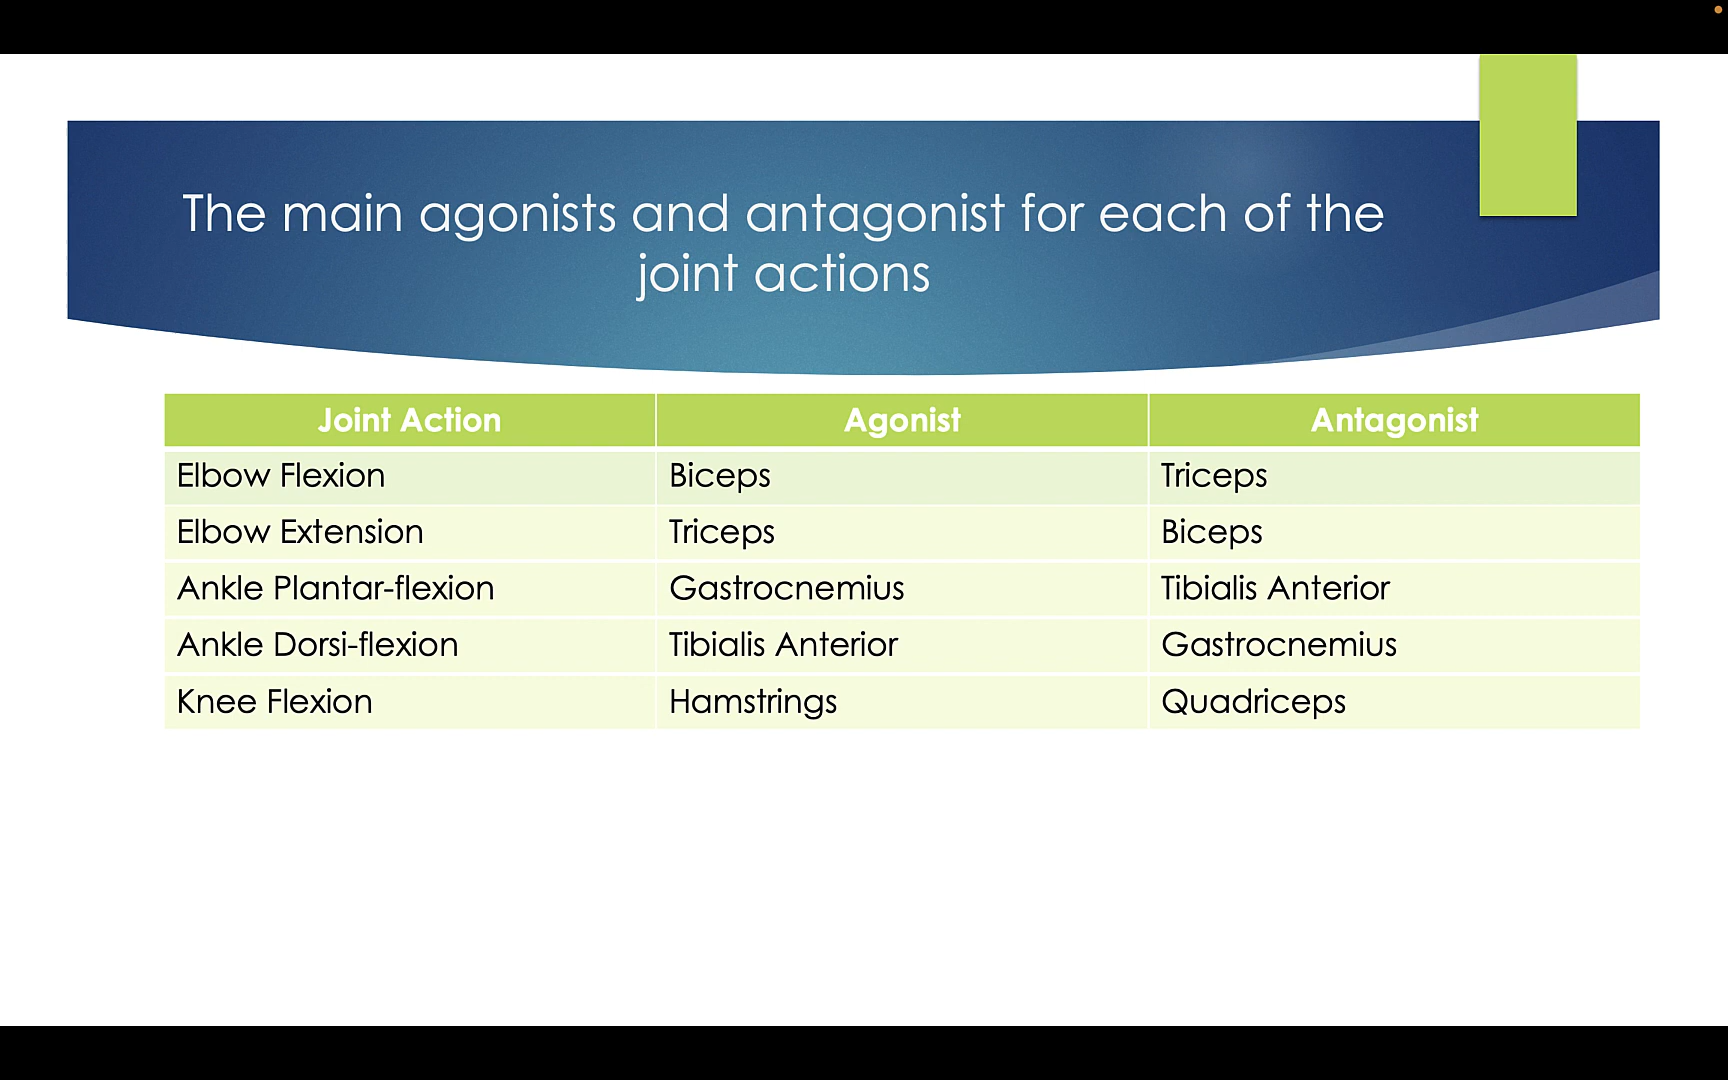 The main agonists and antagonist for each of the
joint actions
Joint Action Agonist Antagonist
Elbow Flexion Biceps Triceps
Elbow Extension Triceps Biceps
Ankle Plantar-flexion Gastrocnemius Tibialis Anterior
Ankle Dorsi-flexion Tibialis Anterior Gastrocnemius
Knee Flexion Hamstrings Quadriceps